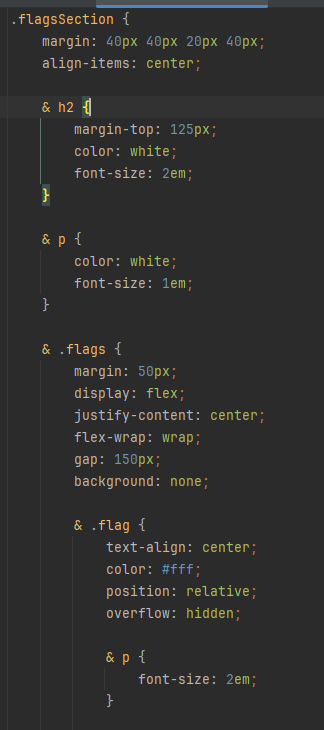 .flagsSection {
    margin: 40px 40px 20px 40px;
    align-items: center;

    & h2 {
        margin-top: 125px;
        color: white;
        font-size: 2em;
    }

    & p {
        color: white;
        font-size: 1em;
    }

    & .flags {
        margin: 50px;
        display: flex;
        justify-content: center;
        flex-wrap: wrap;
        gap: 150px;
        background: none;

        & .flag {
            text-align: center;
            color: #fff;
            position: relative;
            overflow: hidden;

            & p {
                font-size: 2em;
            }